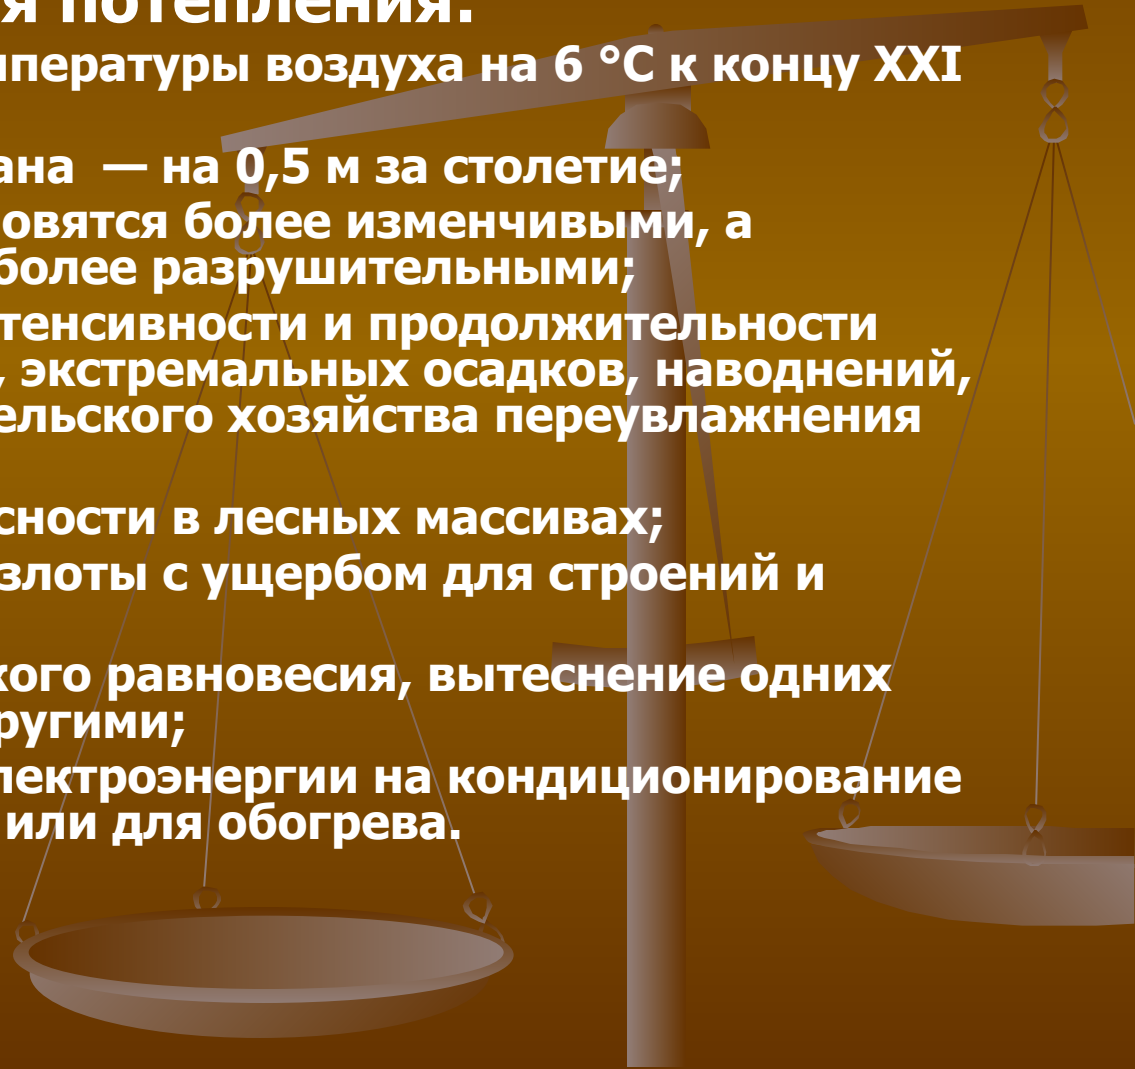 я потепления:
мпературы воздуха на 6 °С к концу XXI
ана — на 0,5 м за столетие;
овятся более изменчивыми, а
более разрушительными;
тенсивности и продолжительности
, экстремальных осадков, наводнений,
ельского хозяйства переувлажнения
сности в лесных массивах;
злоты с ущербом для строений и
кого равновесия, вытеснение одних
ругими;
лектроэнергии на кондиционирование
или для обогрева.